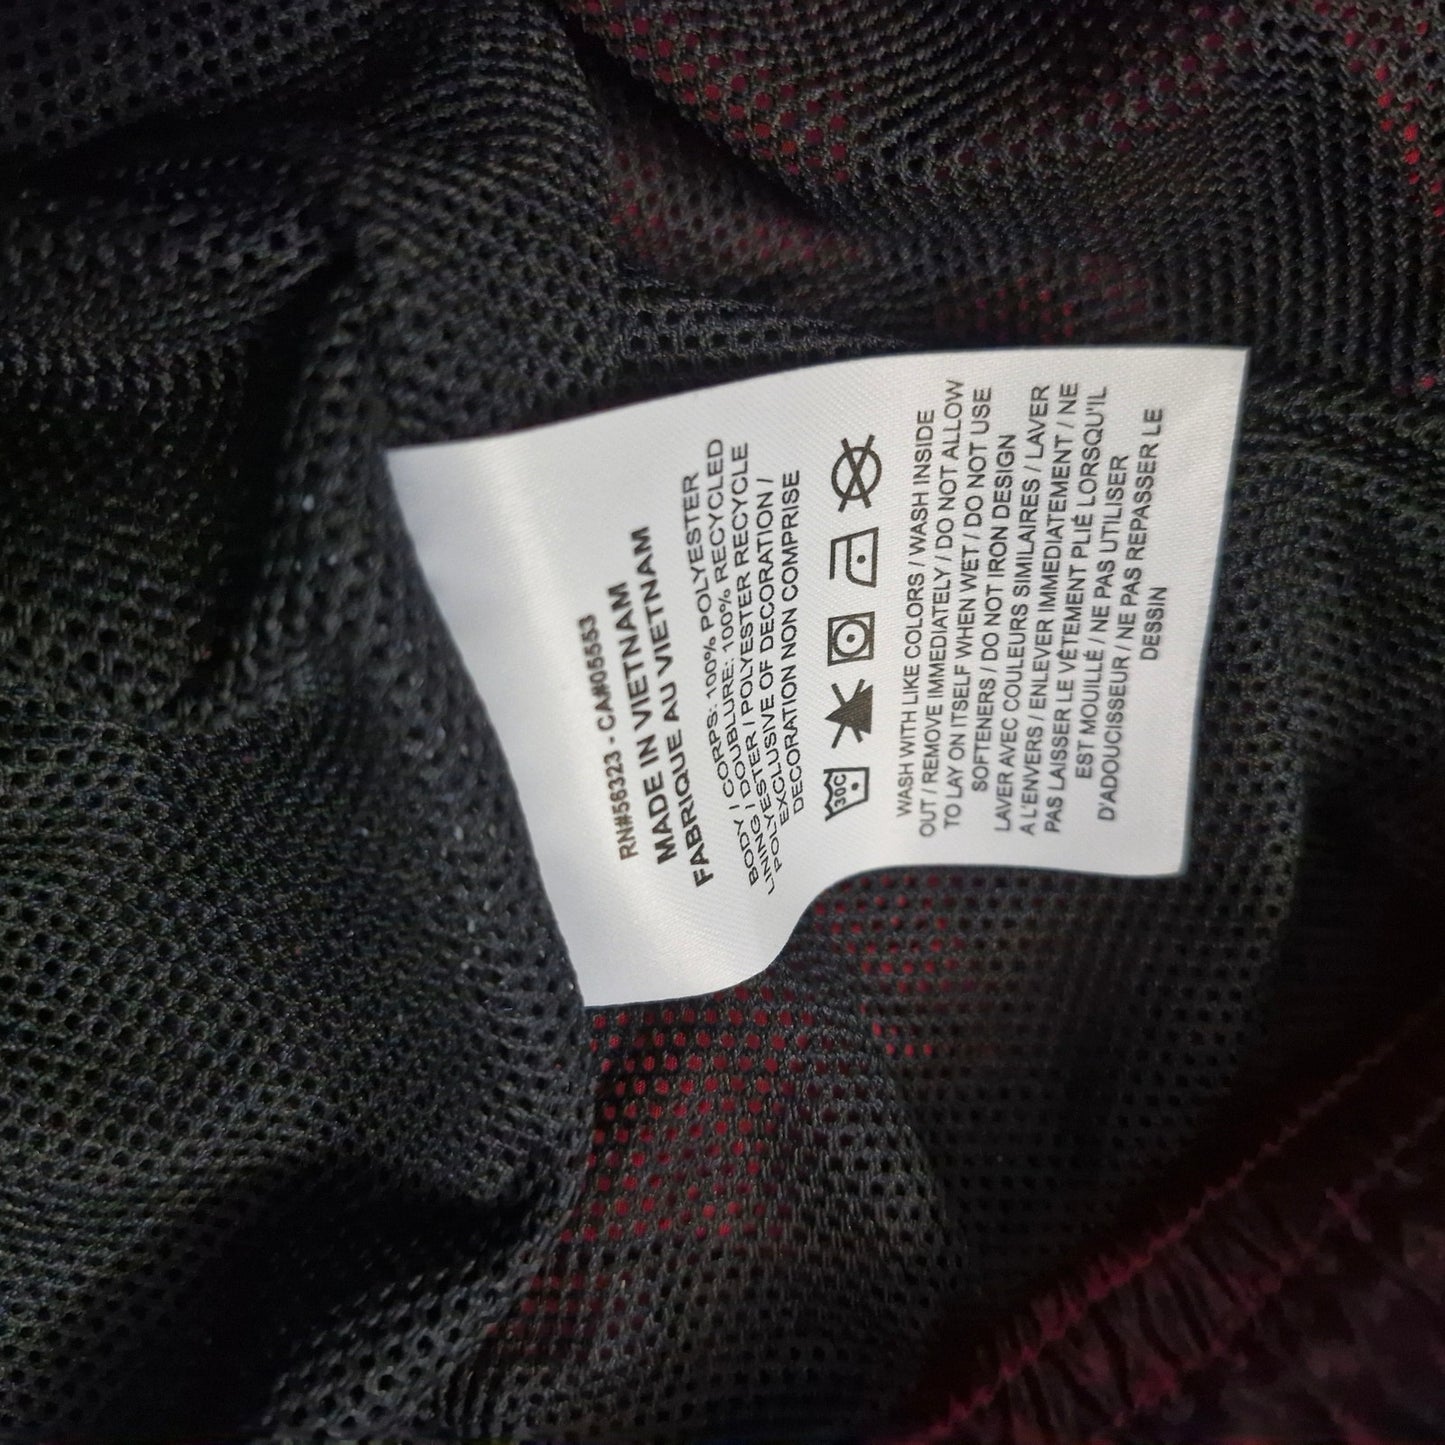 RN#56323 - CA#05553
MADE IN VIETNAM
FABRIQUE AU VIETNAM
BODY / CORPS: 100% POLYESTER
LINING / DOUBLURE: 100% RECYCLED
POLYESTER / POLYESTER RECYCLE
EXCLUSIVE OF DECORATION /
DECORATION NON COMPRISE
30C
WASH WITH LIKE COLORS / WASH INSIDE
OUT / REMOVE IMMEDIATELY / DO NOT ALLOW
TO LAY ON ITSELF WHEN WET / DO NOT USE
SOFTENERS / DO NOT IRON DESIGN
LAVER AVEC COULEURS SIMILAIRES / LAVER
A L'ENVERS / ENLEVER IMMEDIATEMENT / NE
PAS LAISSER LE VÊTEMENT PLIÉ LORSQU'IL
EST MOUILLÉ / NE PAS UTILISER
D'ADOUCISSEUR / NE PAS REPASSER LE
DESSIN